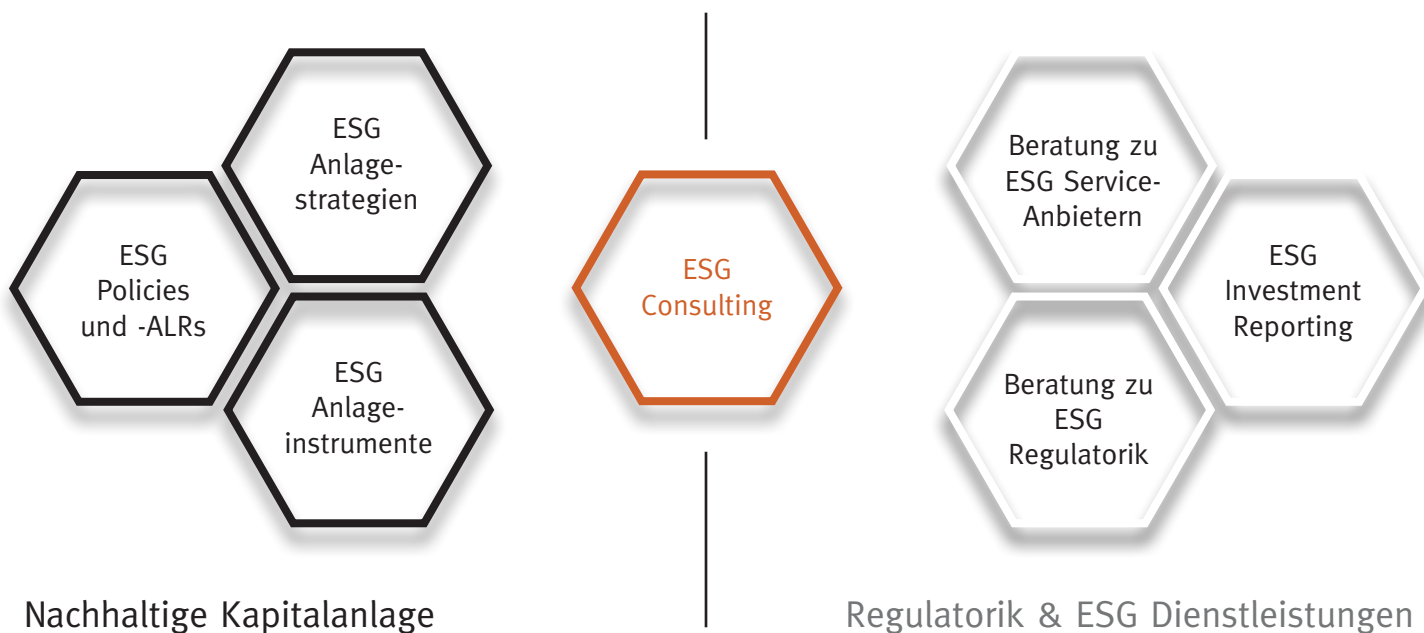 ESG
Anlage-
strategien
ESG
Policies
und -ALRs
ESG
Anlage-
instrumente
Nachhaltige Kapitalanlage
ESG
Consulting
Beratung zu
ESG Service-
Anbietern
ESG
Investment
Reporting
Beratung zu
ESG
Regulatorik
Regulatorik & ESG Dienstleistungen